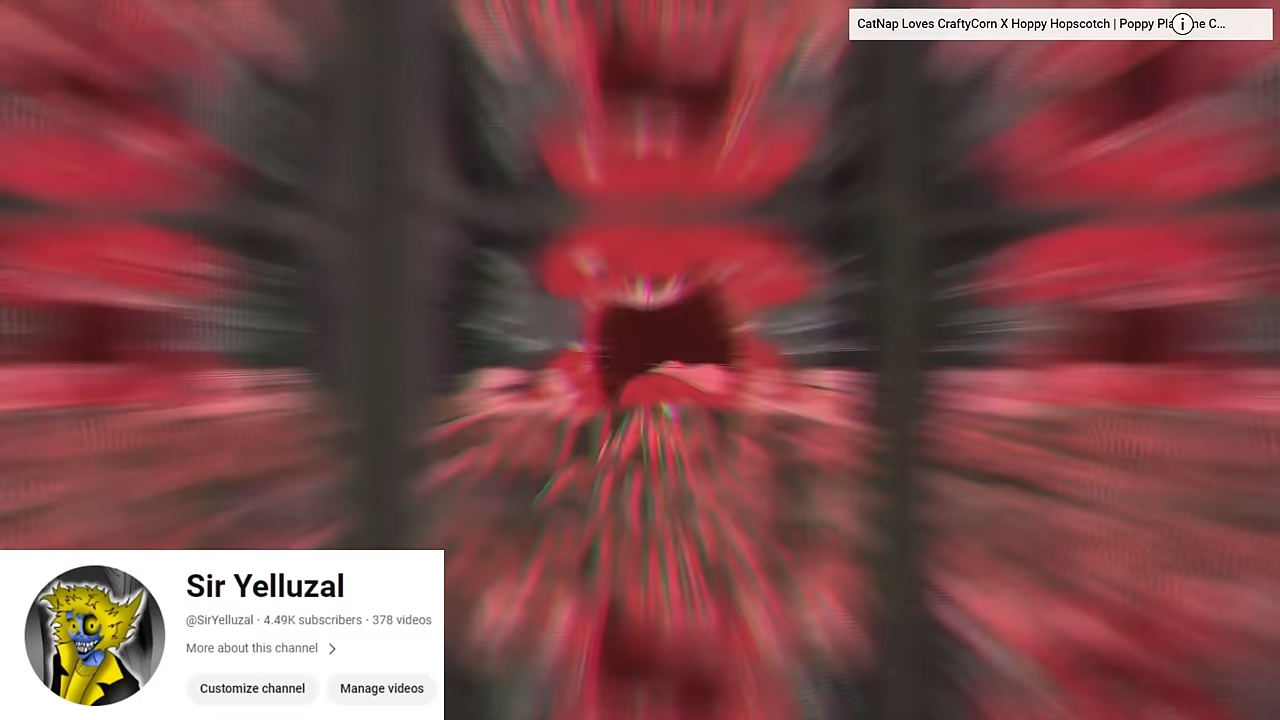 CatNap Loves CraftyCorn X Hoppy Hopscotch | Poppy Pla ne C...
i
Sir Yelluzal
@SirYelluzal · 4.49K subscribers · 378 videos
More about this channel
Customize channel Manage videos